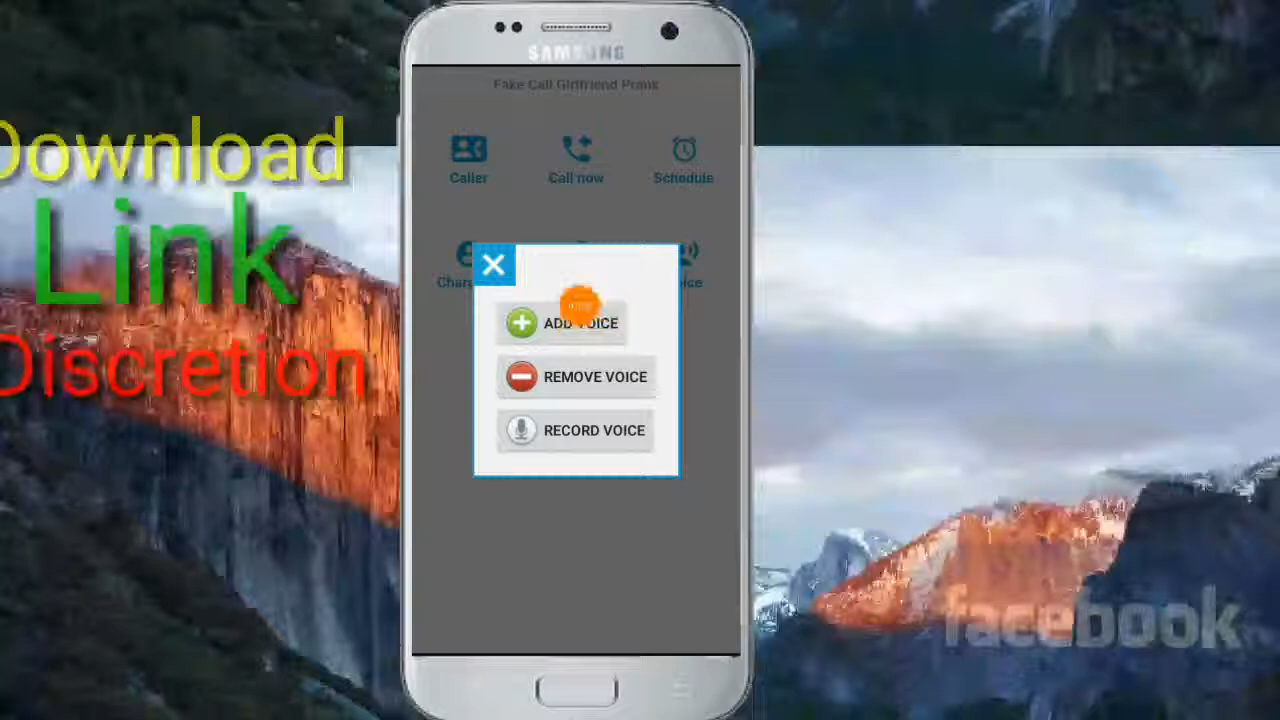 SAMSUNG
Fake Call Girlfriend Prank
Caller
Call now
Schedule
Download
Link
Discretion
ADD VOICE
REMOVE VOICE
RECORD VOICE
facebook